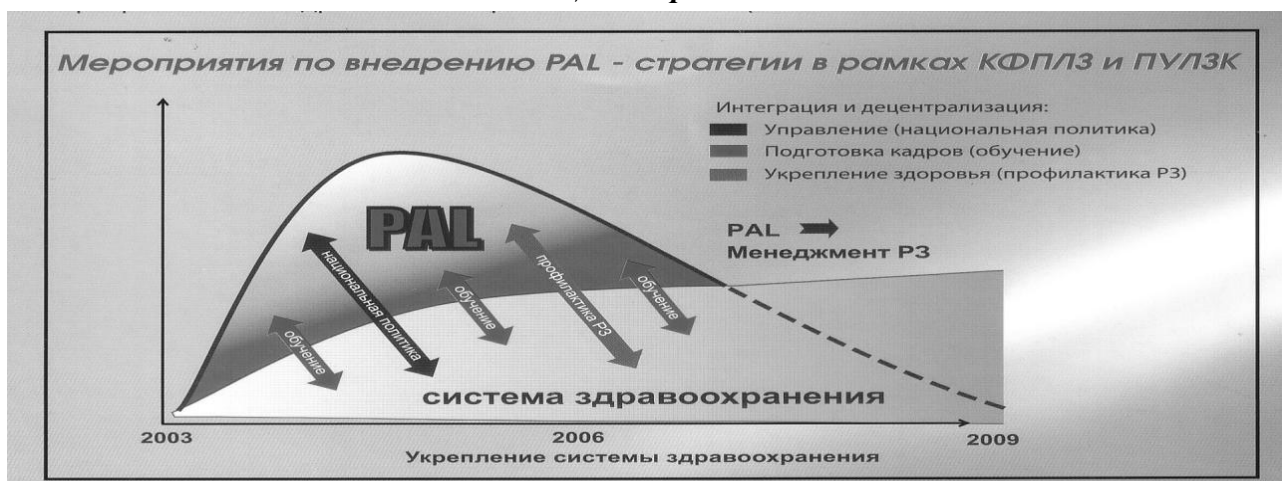 Мероприятия по внедрению PAL - стратегии в рамках КФПЛЗ и ПУЛЗК
Интеграция и децентрализация:
Управление (национальная политика)
Подготовка кадров (обучение)
Укрепление здоровья (профилактика РЗ)
PAL
PAL
Менеджмент РЗ
национальная политика
обучение
профилактика РЗ
обучение
обучение
система здравоохранения
2003
2006
2009
Укрепление системы здравоохранения